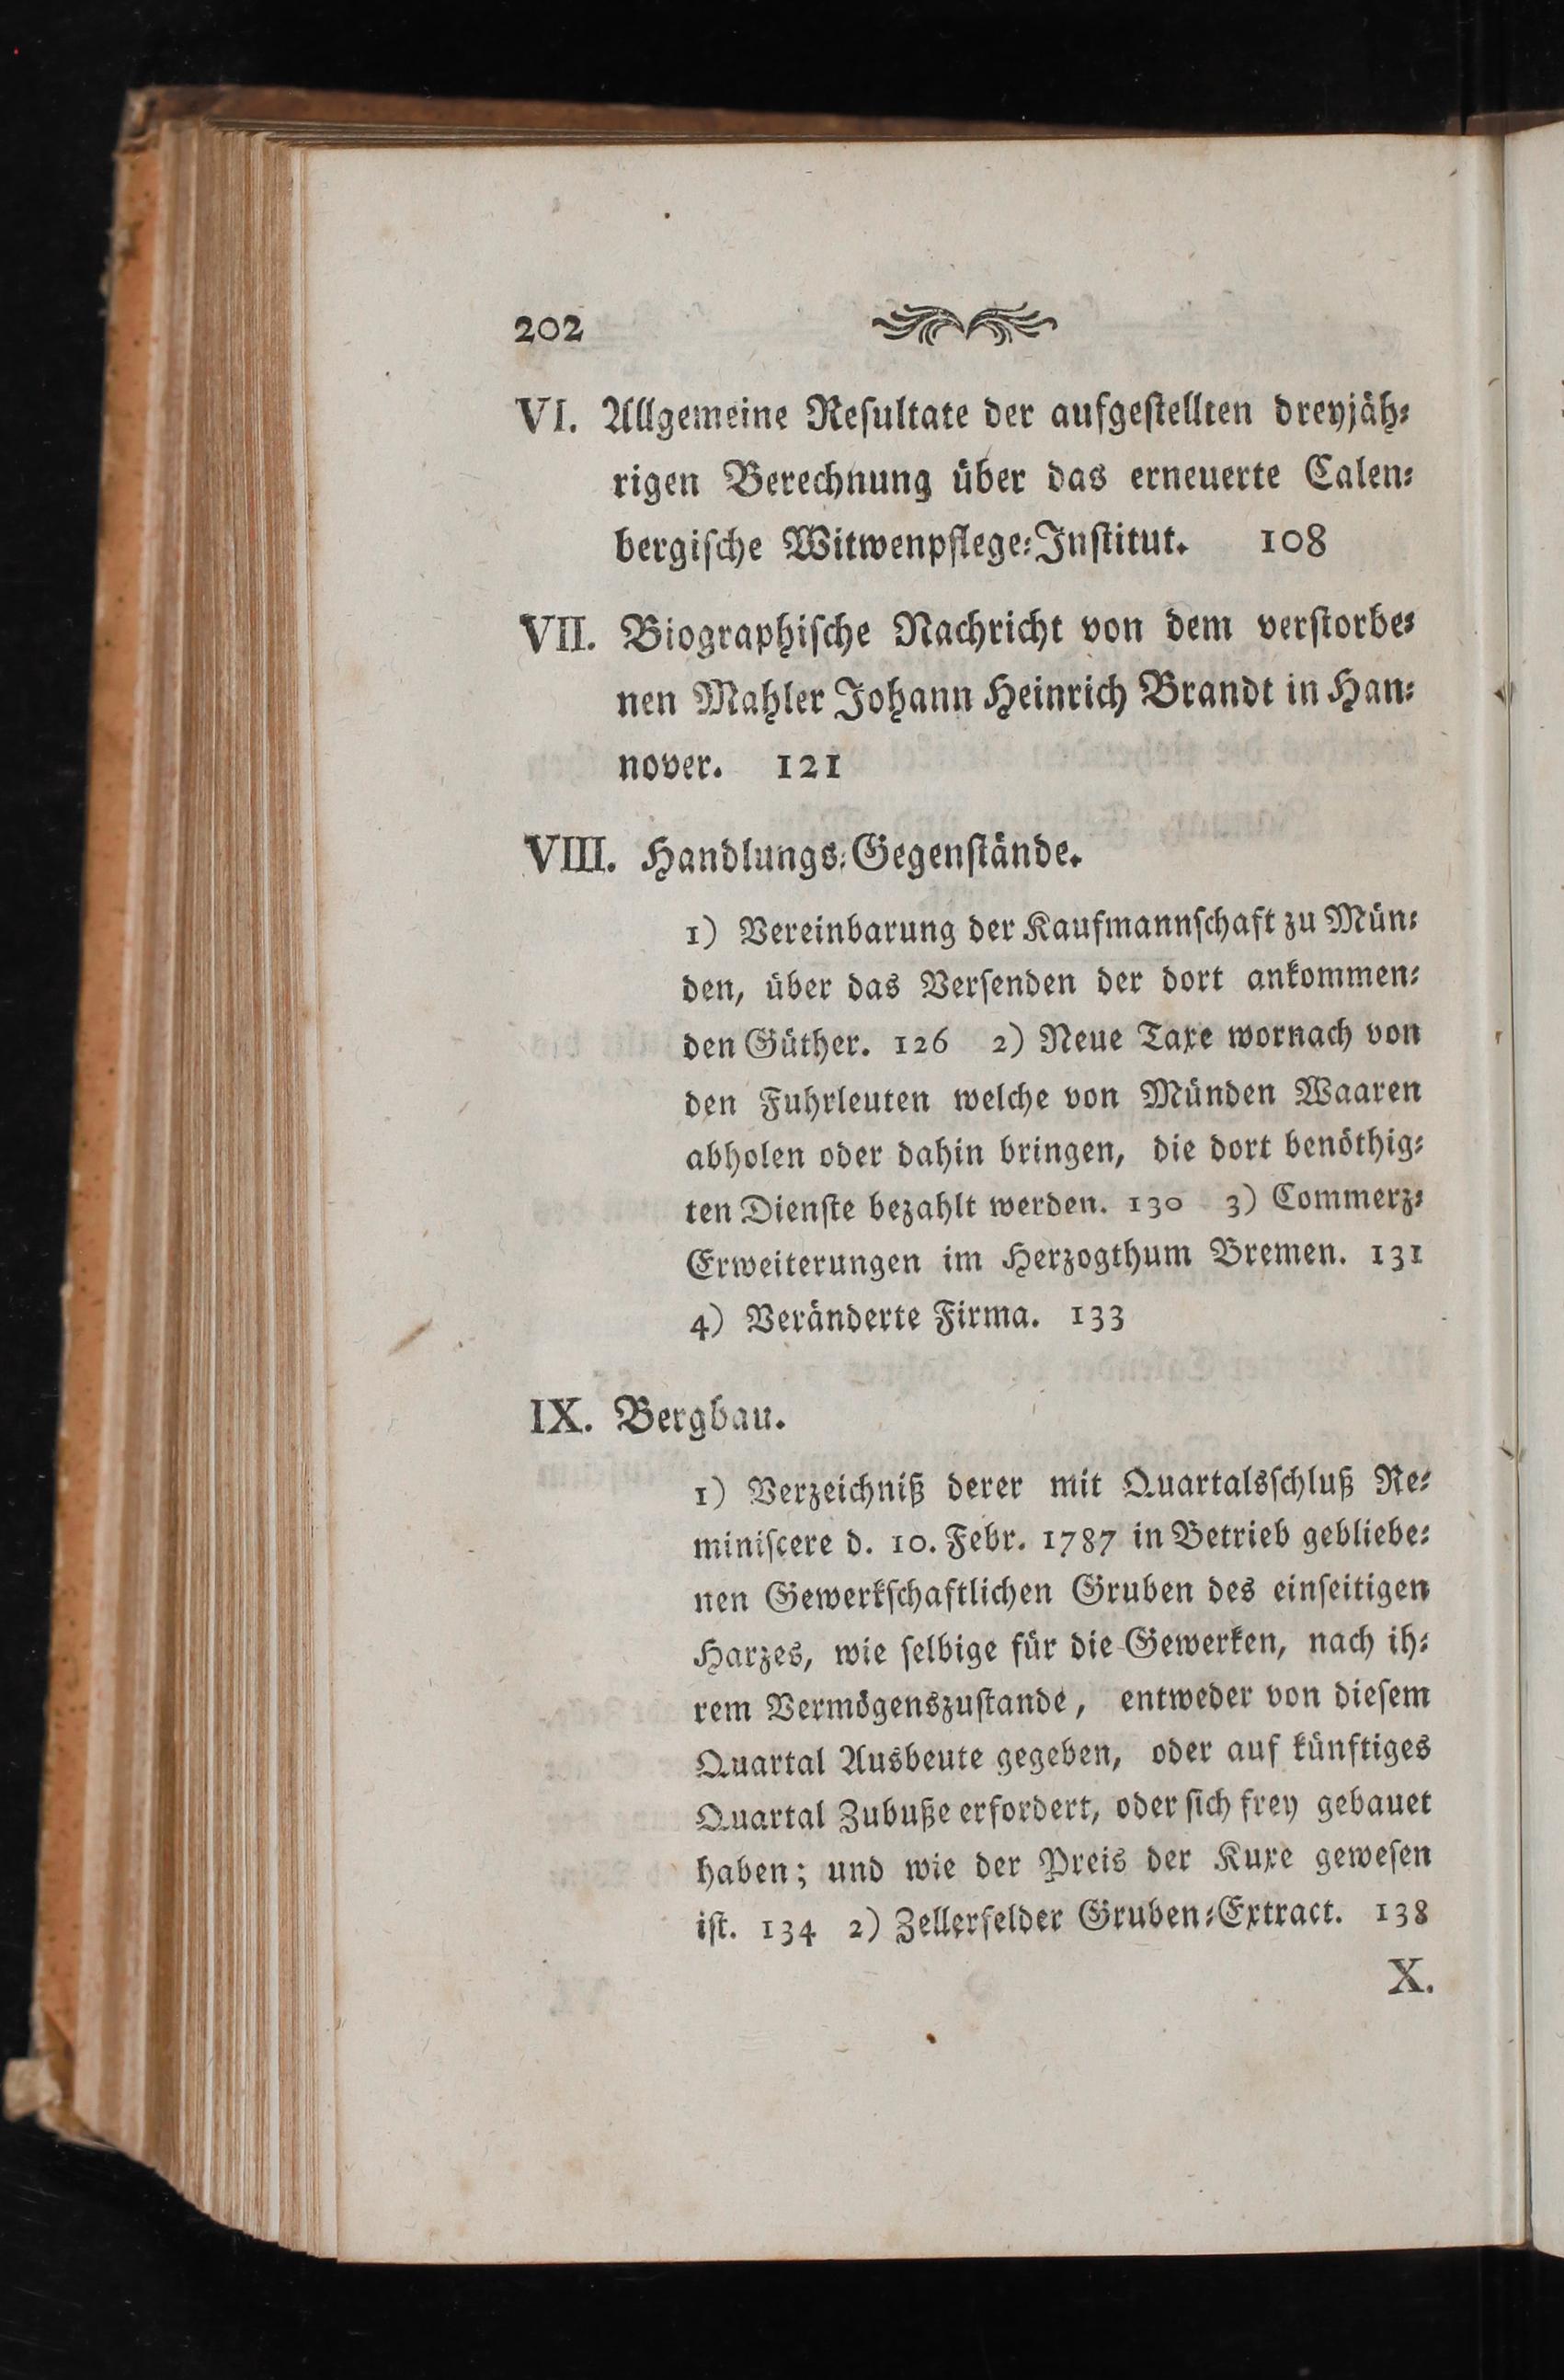 202
VI. Allgemeine Reſultate der aufgeſtellten dreyjäh⸗
rigen Berechnung über das erneuerte Calen⸗
bergiſche Witwenpflege⸗Inſtitut. 108
VII. Biographiſche Nachricht von dem verſtorbe⸗
nen Mahler Johann Heinrich Brandt in Han⸗
nover. 121
VIII. Handlungs⸗Gegenſtände.
1) Vereinbarung der Kaufmannſchaft zu Mün⸗
den, über das Verſenden der dort ankommen⸗
den Güther. 126 2) Neue Taxe wornach von
den Fuhrleuten welche von Münden Waaren
abholen oder dahin bringen, die dort benöthig⸗
ten Dienſte bezahlt werden. 130 3) Commerz⸗
Erweiterungen im Herzogthum Bremen. 131
4) Veränderte Firma. 133
IX. Bergbau.
1) Verzeichniß derer mit Quartalsſchluß Re⸗
miniſcere d. 10. Febr. 1787 in Betrieb gebliebe⸗
nen Gewerkſchaftlichen Gruben des einſeitigen
Harzes, wie ſelbige für die Gewerken, nach ih⸗
rem Vermögenszuſtande, entweder von dieſem
Quartal Ausbeute gegeben, oder auf künftiges
Quartal Zubuße erfordert, oder ſich frey gebauet
haben; und wie der Preis der Kuxe geweſen
iſt. 134 2) Zellerfelder Gruben⸗Extract. 138
X.